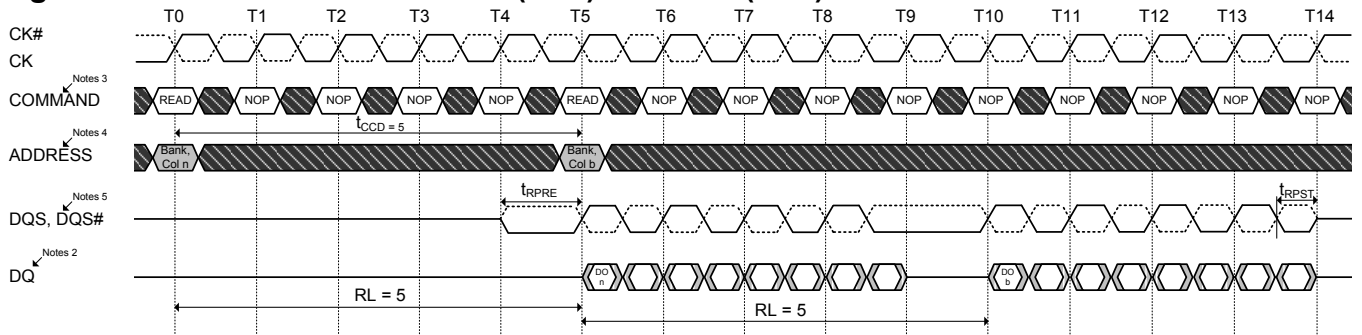 T0 T1 T2 T3 T4 T5 T6 T7 T8 T9 T10 T11 T12 T13 T14
CK#
CK
Notes 3
COMMAND READ NOP NOP NOP NOP READ NOP NOP NOP NOP NOP NOP NOP NOP NOP
tCCD = 5
Notes 4
ADDRESS
Bank, Col n
Bank, Col b
Notes 5
tRPRE
tRPST
DQS, DQS#
Notes 2
DQ
DO n
DO b
RL = 5
RL = 5